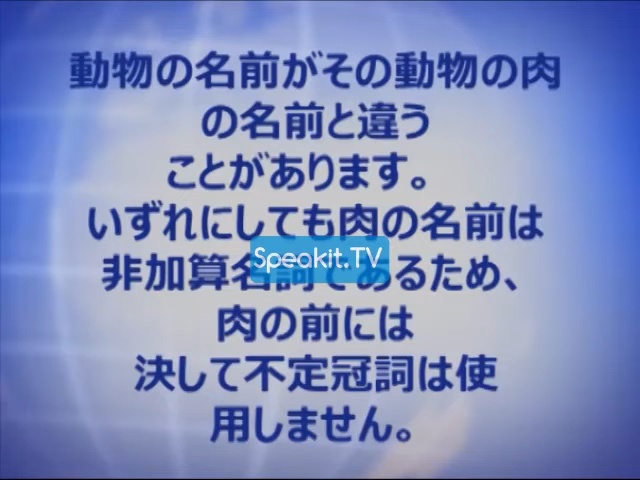 動物の名前がその動物の肉
の名前と違う
ことがあります。
いずれにしても肉の名前は
Speakit.TV
非加算名詞であるため、
肉の前には
決して不定冠詞は使
用しません。